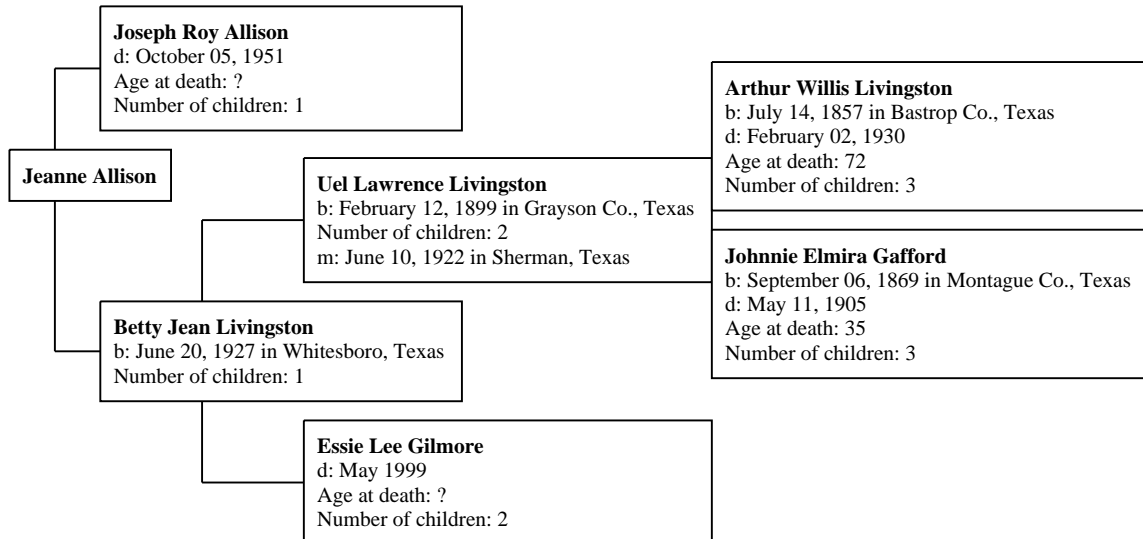 Joseph Roy Allison
d: October 05, 1951
Age at death: ?
Number of children: 1
Arthur Willis Livingston
b: July 14, 1857 in Bastrop Co., Texas
d: February 02, 1930
Age at death: 72
Number of children: 3
Jeanne Allison
Uel Lawrence Livingston
b: February 12, 1899 in Grayson Co., Texas
Number of children: 2
m: June 10, 1922 in Sherman, Texas
Johnnie Elmira Gafford
b: September 06, 1869 in Montague Co., Texas
d: May 11, 1905
Age at death: 35
Number of children: 3
Betty Jean Livingston
b: June 20, 1927 in Whitesboro, Texas
Number of children: 1
Essie Lee Gilmore
d: May 1999
Age at death: ?
Number of children: 2